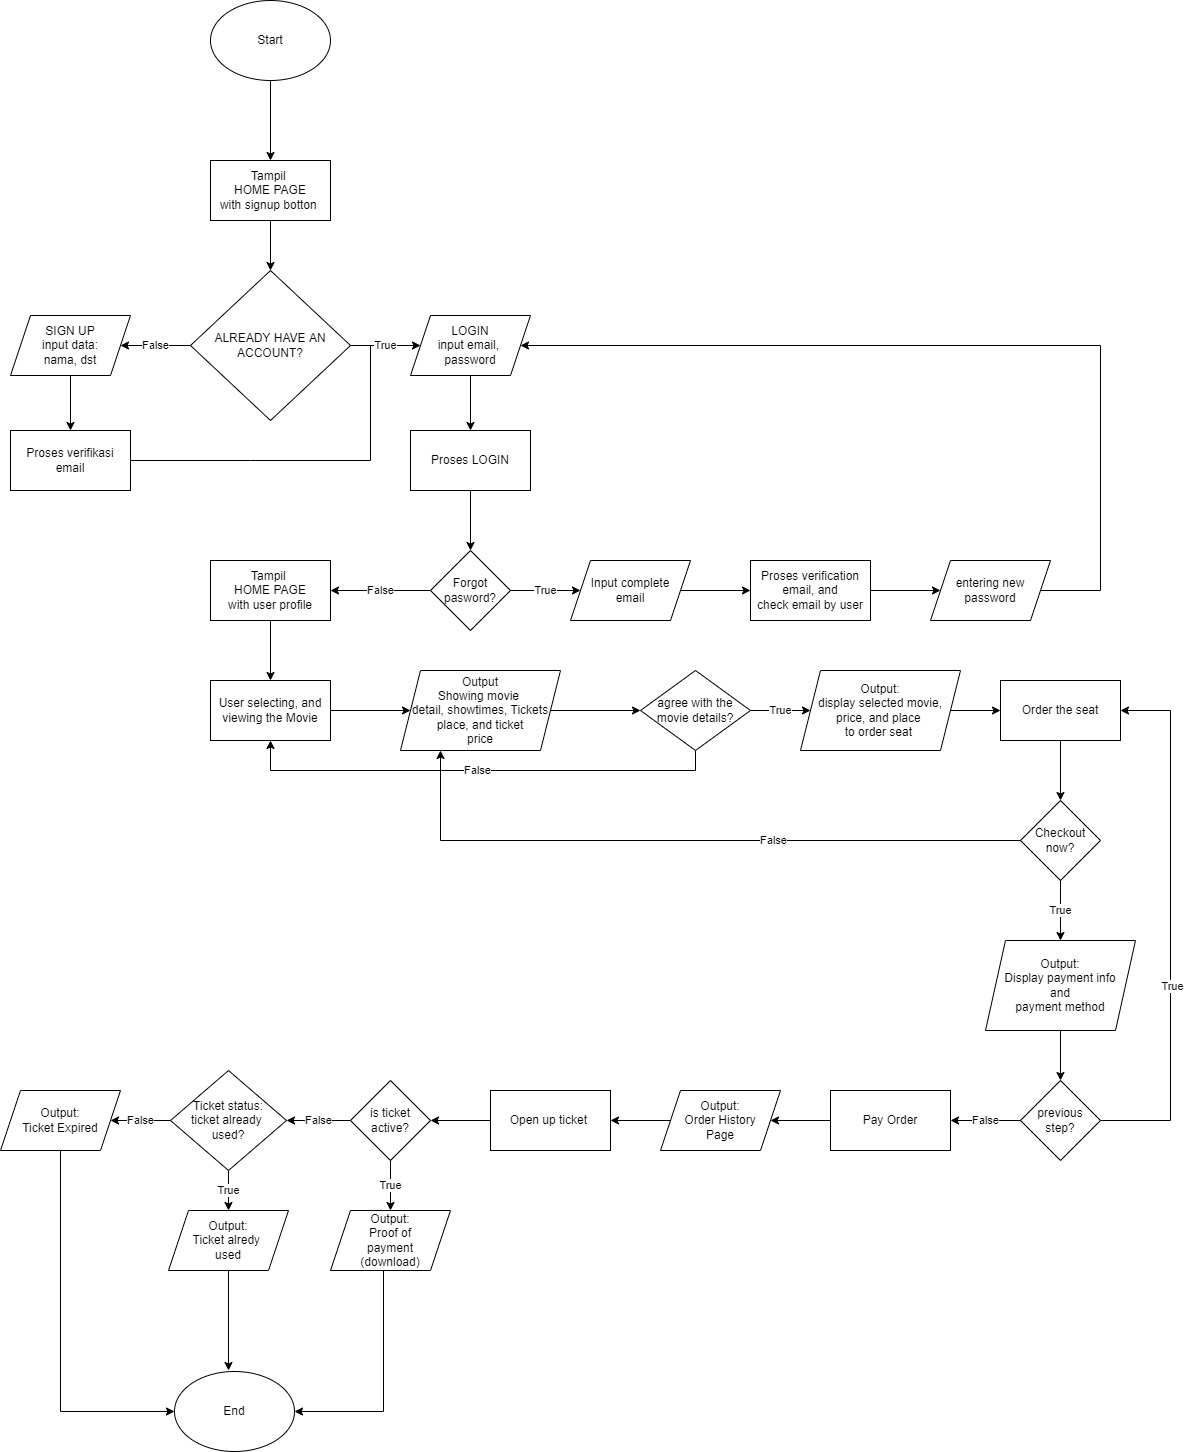 Start
Tampil
HOME PAGE
with signup botton
ALREADY HAVE AN
ACCOUNT?
False
True
SIGN UP
input data:
nama, dst
LOGIN
input email,
password
Proses verifikasi
email
Proses LOGIN
Forgot
pasword?
False
True
Tampil
HOME PAGE
with user profile
Input complete
email
Proses verification
email, and
check email by user
entering new
password
User selecting, and
viewing the Movie
Output
Showing movie
detail, showtimes, Tickets
place, and ticket
price
agree with the
movie details?
True
False
Output:
display selected movie,
price, and place
to order seat
Order the seat
Checkout
now?
False
True
Output:
Display payment info
and
payment method
True
previous
step?
False
Pay Order
Output:
Order History
Page
Open up ticket
is ticket
active?
False
True
Ticket status:
ticket already
used?
False
True
Output:
Ticket Expired
Output:
Ticket alredy
used
Output:
Proof of
payment
(download)
End